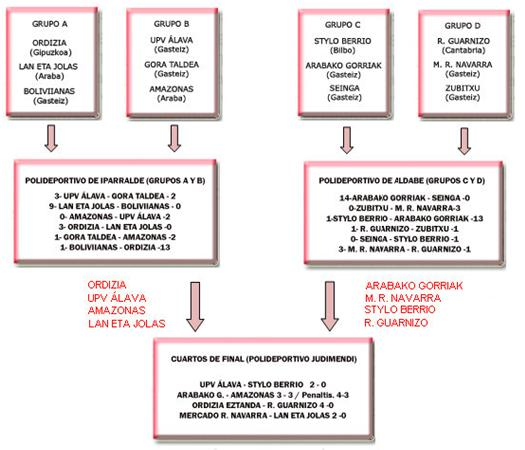 GRUPO A
ORDIZIA
(Gipuzkoa)
LAN ETA JOLAS
(Araba)
BOLIVIIANAS
(Gasteiz)
GRUPO B
UPV ÁLAVA
(Gasteiz)
GORA TALDEA
(Gasteiz)
AMAZONAS
(Araba)
GRUPO C
STYLO BERRIO
(Bilbo)
ARABAKO GORRIAK
(Gasteiz)
SEINGA
(Gasteiz)
GRUPO D
R. GUARNIZO
(Cantabria)
M. R. NAVARRA
(Gasteiz)
ZUBITXU
(Gasteiz)
POLIDEPORTIVO DE IPARRALDE (GRUPOS A Y B)
3- UPV ÁLAVA - GORA TALDEA - 2
9- LAN ETA JOLAS - BOLIVIIANAS - 0
0- AMAZONAS - UPV ÁLAVA -2
3- ORDIZIA - LAN ETA JOLAS -0
1- GORA TALDEA - AMAZONAS -2
1- BOLIVIIANAS - ORDIZIA -13
POLIDEPORTIVO DE ALDABE (GRUPOS C Y D)
14-ARABAKO GORRIAK - SEINGA -0
0-ZUBITXU - M. R. NAVARRA-3
1-STYLO BERRIO - ARABAKO GORRIAK -13
1- R. GUARNIZO - ZUBITXU -1
0- SEINGA - STYLO BERRIO -1
3- M. R. NAVARRA - R. GUARNIZO -1
ORDIZIA
UPV ÁLAVA
AMAZONAS
LAN ETA JOLAS
ARABAKO GORRIAK
M. R. NAVARRA
STYLO BERRIO
R. GUARNIZO
CUARTOS DE FINAL (POLIDEPORTIVO JUDIMENDI)
UPV ÁLAVA - STYLO BERRIO 2 - 0
ARABAKO G. - AMAZONAS 3 - 3 / Penaltis. 4-3
ORDIZIA EZTANDA - R. GUARNIZO 4 -0
MERCADO R. NAVARRA - LAN ETA JOLAS 2 -0